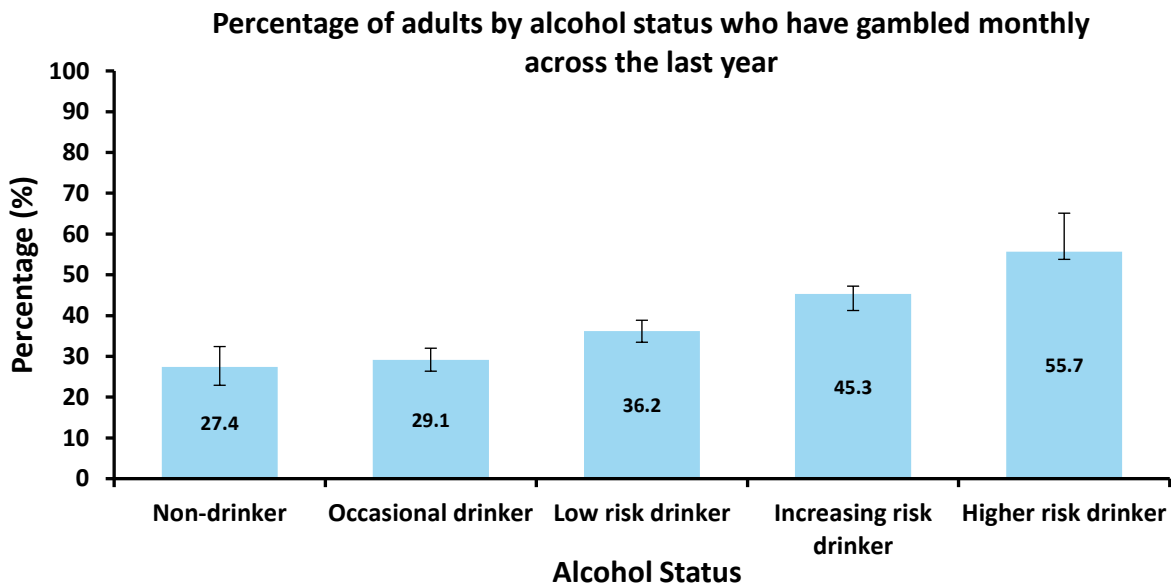 Percentage of adults by alcohol status who have gambled monthly
across the last year
Percentage (%)
100
90
80
70
60
50
40
30
20
10
0
27.4
29.1
36.2
45.3
55.7
Non-drinker
Occasional drinker
Low risk drinker
Increasing risk
drinker
Higher risk drinker
Alcohol Status